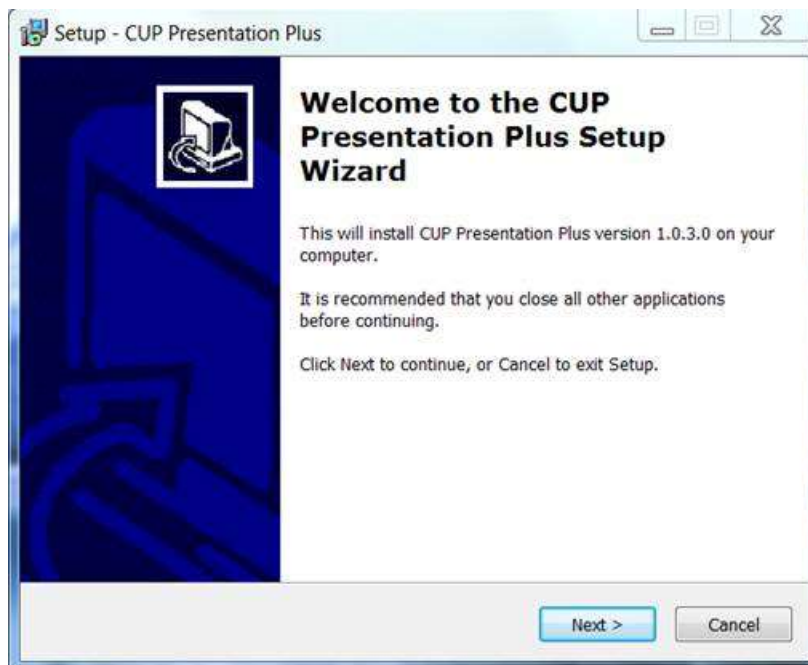 Setup - CUP Presentation Plus
Welcome to the CUP
Presentation Plus Setup
Wizard
This will install CUP Presentation Plus version 1.0.3.0 on your
computer.
It is recommended that you close all other applications
before continuing.
Click Next to continue, or Cancel to exit Setup.
Next > Cancel